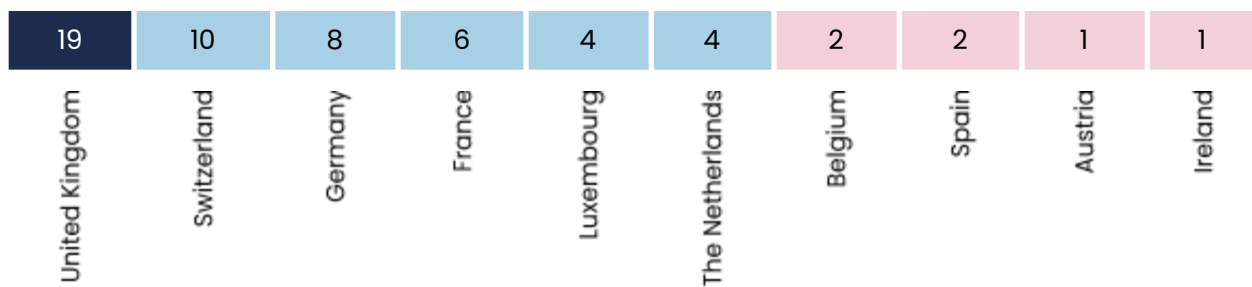 19 10 8 6 4 4 2 2 1 1
United Kingdom
Switzerland
Germany
France
Luxembourg
The Netherlands
Belgium
Spain
Austria
Ireland